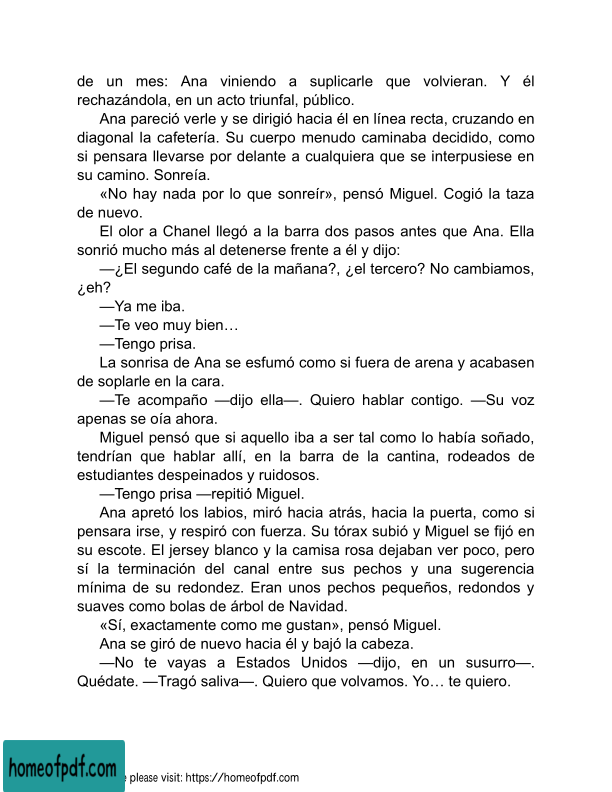 de un mes: Ana viniendo a suplicarle que volvieran. Y él
rechazándola, en un acto triunfal, público.
Ana pareció verle y se dirigió hacia él en línea recta, cruzando en
diagonal la cafetería. Su cuerpo menudo caminaba decidido, como
si pensara llevarse por delante a cualquiera que se interpusiese en
su camino. Sonreía.
«No hay nada por lo que sonreír», pensó Miguel. Cogió la taza
de nuevo.
El olor a Chanel llegó a la barra dos pasos antes que Ana. Ella
sonrió mucho más al detenerse frente a él y dijo:
—¿El segundo café de la mañana?, ¿el tercero? No cambiamos,
¿eh?
—Ya me iba.
—Te veo muy bien…
—Tengo prisa.
La sonrisa de Ana se esfumó como si fuera de arena y acabasen
de soplarle en la cara.
—Te acompaño —dijo ella—. Quiero hablar contigo. —Su voz
apenas se oía ahora.
Miguel pensó que si aquello iba a ser tal como lo había soñado,
tendrían que hablar allí, en la barra de la cantina, rodeados de
estudiantes despeinados y ruidosos.
—Tengo prisa —repitió Miguel.
Ana apretó los labios, miró hacia atrás, hacia la puerta, como si
pensara irse, y respiró con fuerza. Su tórax subió y Miguel se fijó en
su escote. El jersey blanco y la camisa rosa dejaban ver poco, pero
sí la terminación del canal entre sus pechos y una sugerencia
mínima de su redondez. Eran unos pechos pequeños, redondos y
suaves como bolas de árbol de Navidad.
«Sí, exactamente como me gustan», pensó Miguel.
Ana se giró de nuevo hacia él y bajó la cabeza.
—No te vayas a Estados Unidos —dijo, en un susurro—.
Quédate. —Tragó saliva—. Quiero que volvamos. Yo… te quiero.
homeofpdf.com
e please visit: https://homeofpdf.com